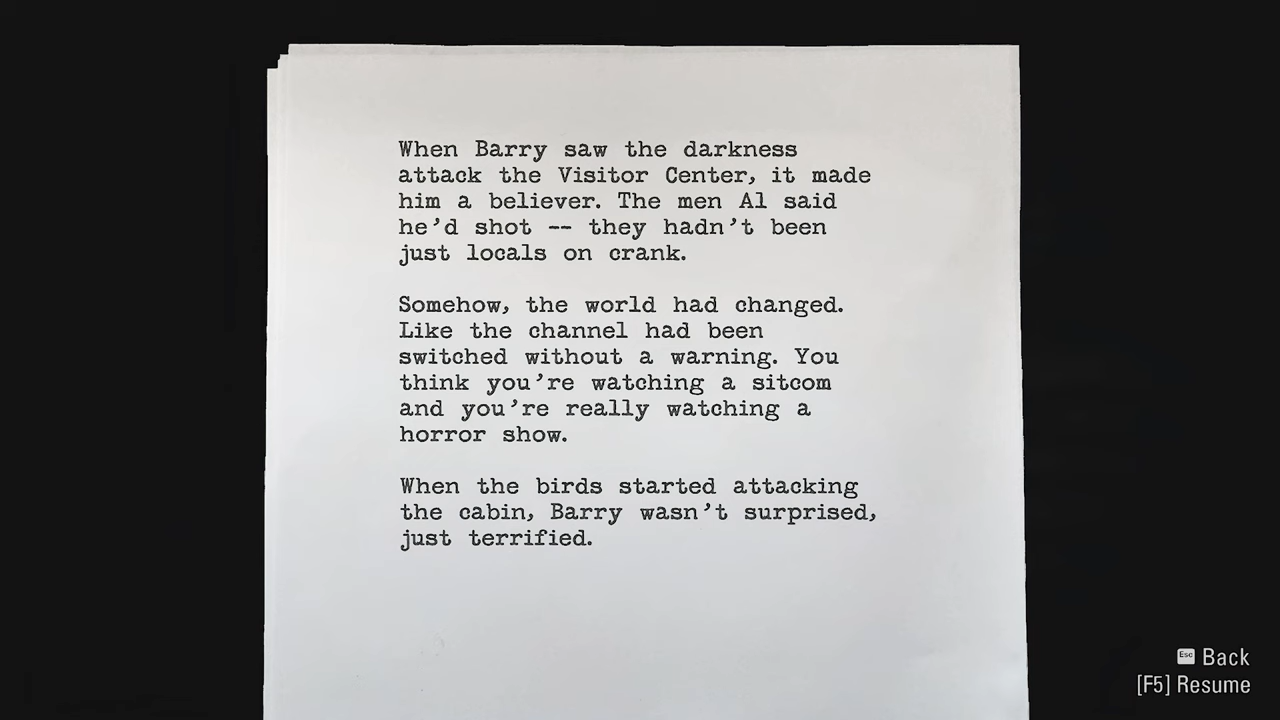 When Barry saw the darkness
attack the Visitor Center, it made
him a believer. The men Al said
he’d shot -- they hadn’t been
just locals on crank.
Somehow, the world had changed.
Like the channel had been
switched without a warning. You
think you’re watching a sitcom
and you’re really watching a
horror show.
When the birds started attacking
the cabin, Barry wasn’t surprised,
just terrified.
Esc Back
[F5] Resume